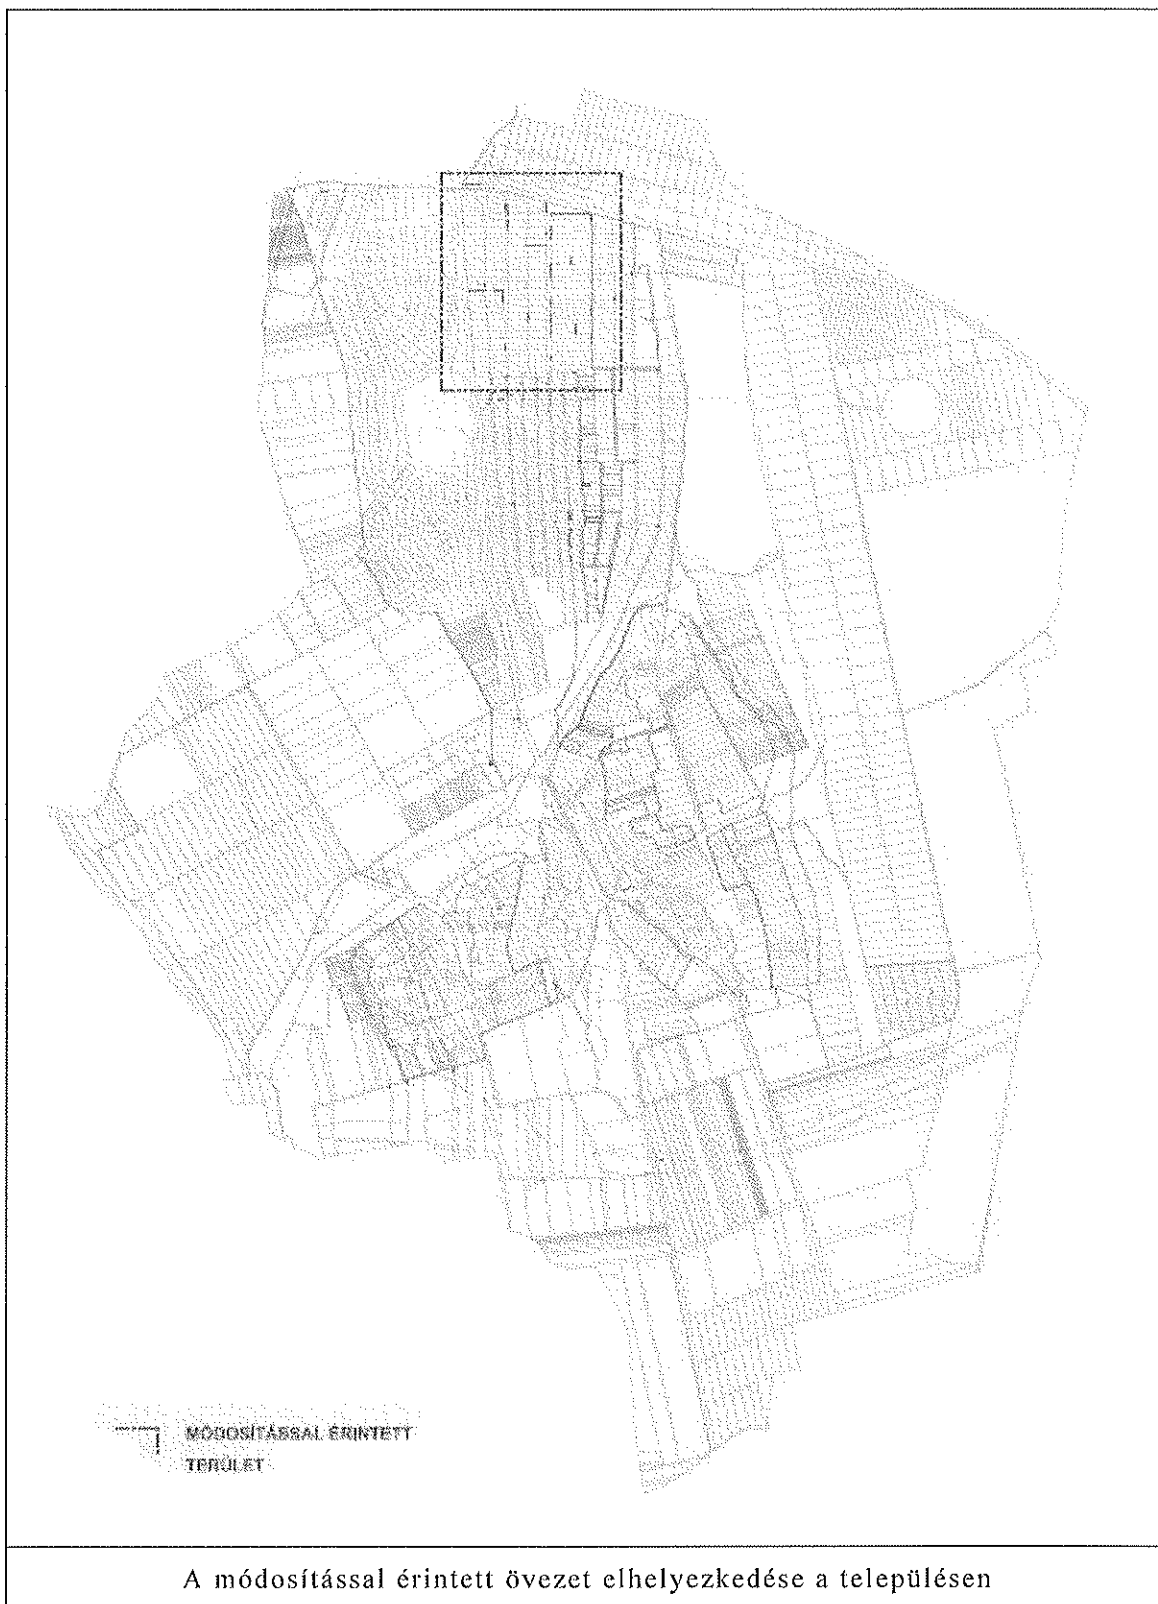 MÓDOSÍTÁSSAL ÉRINTETT
TERÜLET
A módosítással érintett övezet elhelyezkedése a településen